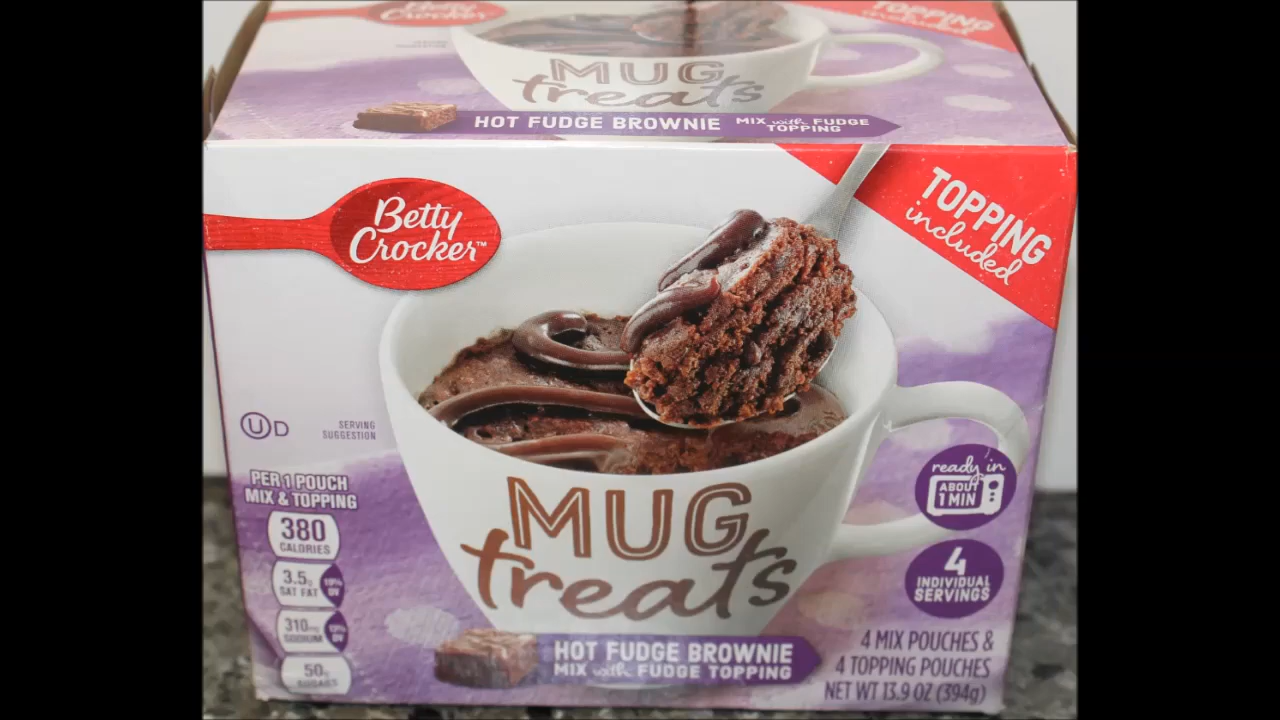 Betty
Crocker
TOPPING
included
MUG
treats
HOT FUDGE BROWNIE
MIX with FUDGE
TOPPING
Betty
Crocker™
TOPPING
included
U D
SERVING
SUGGESTION
PER 1 POUCH
MIX & TOPPING
380
CALORIES
3.5g
SAT FAT
310mg
SODIUM
50g
SUGARS
MUG
treats
ready in
ABOUT
1 MIN
4
INDIVIDUAL
SERVINGS
HOT FUDGE BROWNIE
MIX with FUDGE TOPPING
4 MIX POUCHES &
4 TOPPING POUCHES
NET WT 13.9 OZ (394g)